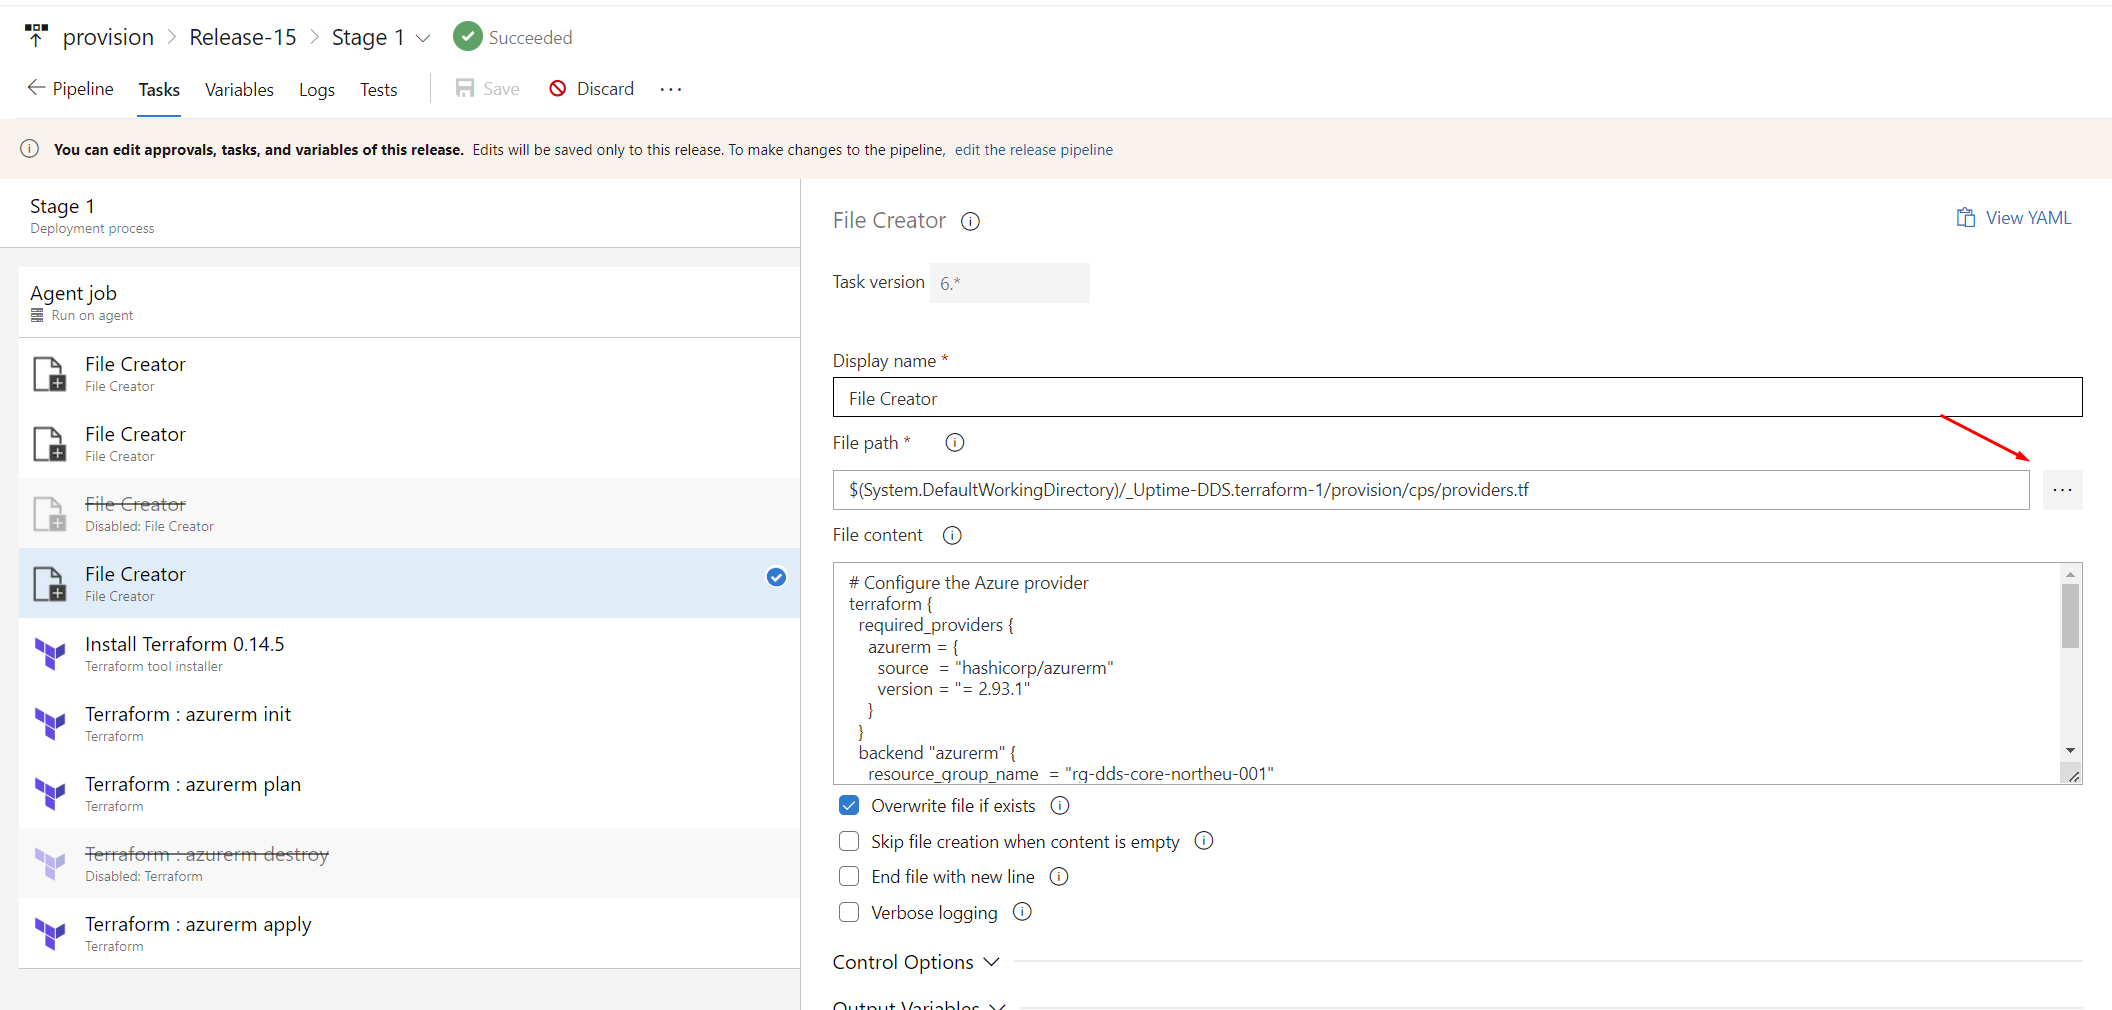 provision > Release-15 > Stage 1 Succeeded
Pipeline Tasks Variables Logs Tests Save Discard ...
You can edit approvals, tasks, and variables of this release. Edits will be saved only to this release. To make changes to the pipeline, edit the release pipeline
Stage 1
Deployment process
Agent job
Run on agent
File Creator
File Creator
File Creator
File Creator
File Creator
Disabled: File Creator
File Creator
File Creator
Install Terraform 0.14.5
Terraform tool installer
Terraform : azurerm init
Terraform
Terraform : azurerm plan
Terraform
Terraform : azurerm destroy
Disabled: Terraform
Terraform : azurerm apply
Terraform
File Creator
View YAML
Task version 6.*
Display name *
File Creator
File path *
$(System.DefaultWorkingDirectory)/_Uptime-DDS.terraform-1/provision/cps/providers.tf
...
File content
# Configure the Azure provider
terraform {
required_providers {
azurerm = {
source  = "hashicorp/azurerm"
version = "= 2.93.1"
}
}
backend "azurerm" {
resource_group_name  = "rg-dds-core-northeu-001"
Overwrite file if exists
Skip file creation when content is empty
End file with new line
Verbose logging
Control Options
Output Variables